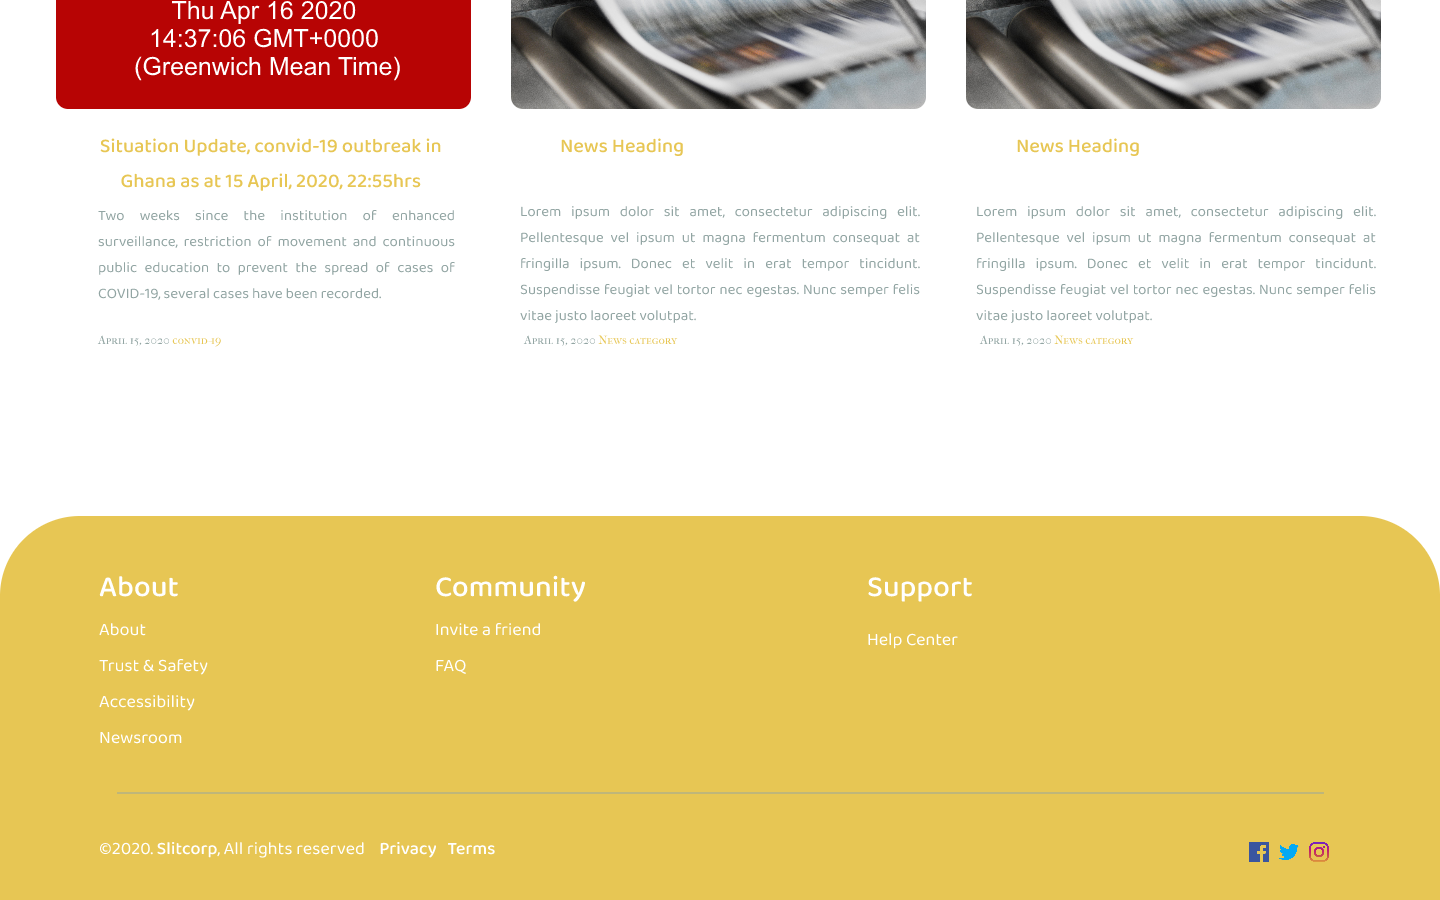 Thu Apr 16 2020
14:37:06 GMT+0000
(Greenwich Mean Time)
Situation Update, convid-19 outbreak in
Ghana as at 15 April, 2020, 22:55hrs
Two weeks since the institution of enhanced
surveillance, restriction of movement and continuous
public education to prevent the spread of cases of
COVID-19, several cases have been recorded.
April 15, 2020 convid-19
News Heading
Lorem ipsum dolor sit amet, consectetur adipiscing elit.
Pellentesque vel ipsum ut magna fermentum consequat at
fringilla ipsum. Donec et velit in erat tempor tincidunt.
Suspendisse feugiat vel tortor nec egestas. Nunc semper felis
vitae justo laoreet volutpat.
April 15, 2020 News category
News Heading
Lorem ipsum dolor sit amet, consectetur adipiscing elit.
Pellentesque vel ipsum ut magna fermentum consequat at
fringilla ipsum. Donec et velit in erat tempor tincidunt.
Suspendisse feugiat vel tortor nec egestas. Nunc semper felis
vitae justo laoreet volutpat.
April 15, 2020 News category
About
About
Trust & Safety
Accessibility
Newsroom
Community
Invite a friend
FAQ
Support
Help Center
©2020. Slitcorp, All rights reserved Privacy Terms